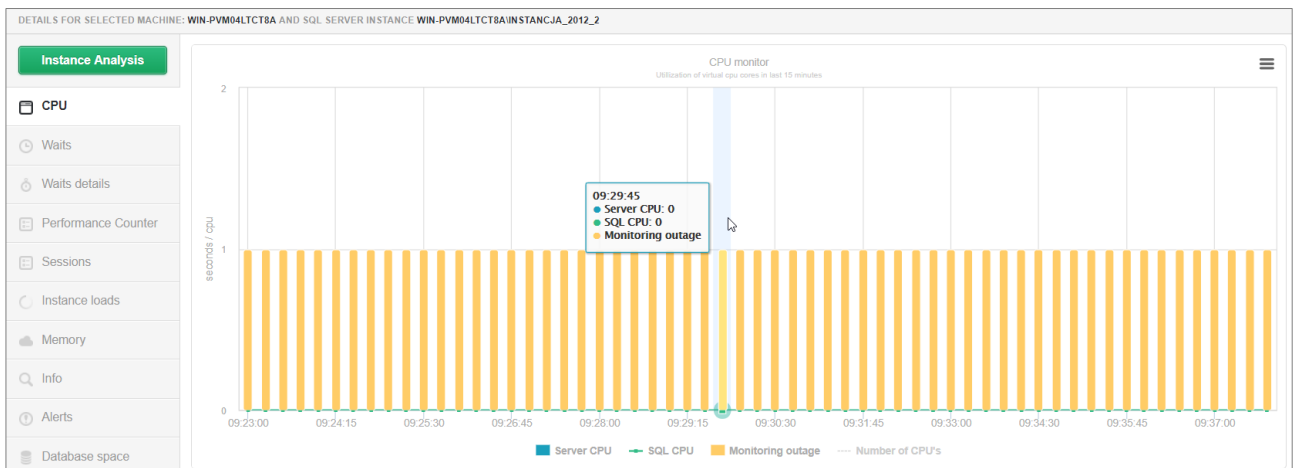 DETAILS FOR SELECTED MACHINE: WIN-PVM04LTCT8A AND SQL SERVER INSTANCE WIN-PVM04LTCT8A\INSTANCJA_2012_2
Instance Analysis
CPU
Waits
Waits details
Performance Counter
Sessions
Instance loads
Memory
Info
Alerts
Database space
CPU monitor
Utilization of virtual cpu cores in last 15 minutes.
seconds / cpu
2
1
0
09:29:45
Server CPU: 0
SQL CPU: 0
Monitoring outage
09:23:00 09:24:15 09:25:30 09:26:45 09:28:00 09:29:15 09:30:30 09:31:45 09:33:00 09:34:30 09:35:45 09:37:00
Server CPU SQL CPU Monitoring outage Number of CPU's